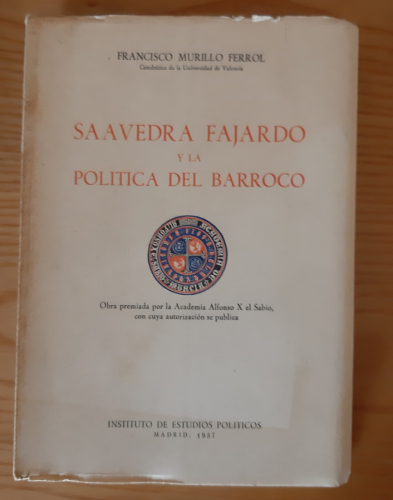 FRANCISCO MURILLO FERROL
Catedrático de la Universidad de Valencia
SAAVEDRA FAJARDO
Y LA
POLITICA DEL BARROCO
Obra premiada por la Academia Alfonso X el Sabio,
con cuya autorización se publica
INSTITUTO DE ESTUDIOS POLITICOS
MADRID, 1957